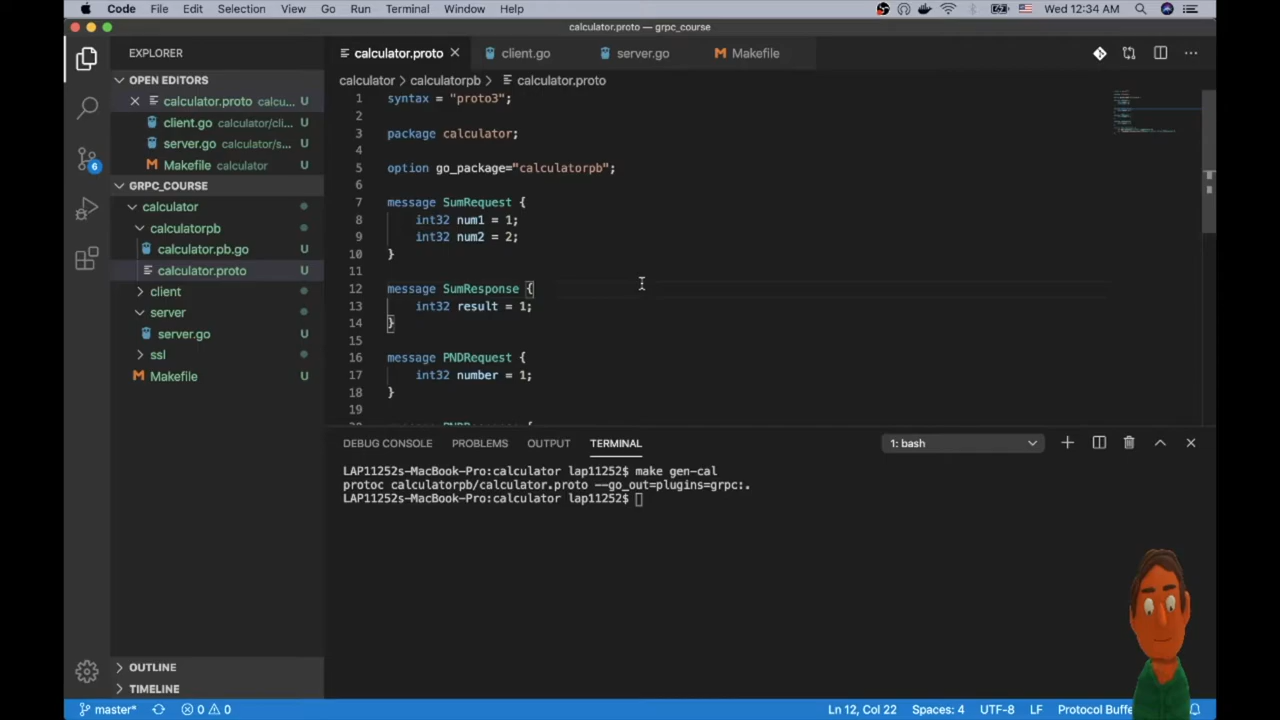 Code File Edit Selection View Go Run Terminal Window Help Wed 12:34 AM
calculator.proto — grpc_course
EXPLORER
OPEN EDITORS
calculator.proto calcu... U
client.go calculator/cli... U
server.go calculator/s... U
Makefile calculator U
GRPC_COURSE
calculator
calculatorpb
calculator.pb.go U
calculator.proto U
client
server
server.go U
ssl
Makefile U
OUTLINE
TIMELINE
6
calculator.proto client.go server.go Makefile
calculator > calculatorpb > calculator.proto
1 syntax = "proto3";
2
3 package calculator;
4
5 option go_package="calculatorpb";
6
7 message SumRequest {
8 int32 num1 = 1;
9 int32 num2 = 2;
10 }
11
12 message SumResponse {
13 int32 result = 1;
14 }
15
16 message PNDRequest {
17 int32 number = 1;
18 }
19
DEBUG CONSOLE PROBLEMS OUTPUT TERMINAL 1: bash
LAP11252s-MacBook-Pro:calculator lap11252$ make gen-cal
protoc calculatorpb/calculator.proto --go_out=plugins=grpc:.
LAP11252s-MacBook-Pro:calculator lap11252$
master* 0 0 Ln 12, Col 22 Spaces: 4 UTF-8 LF Protocol Buffe